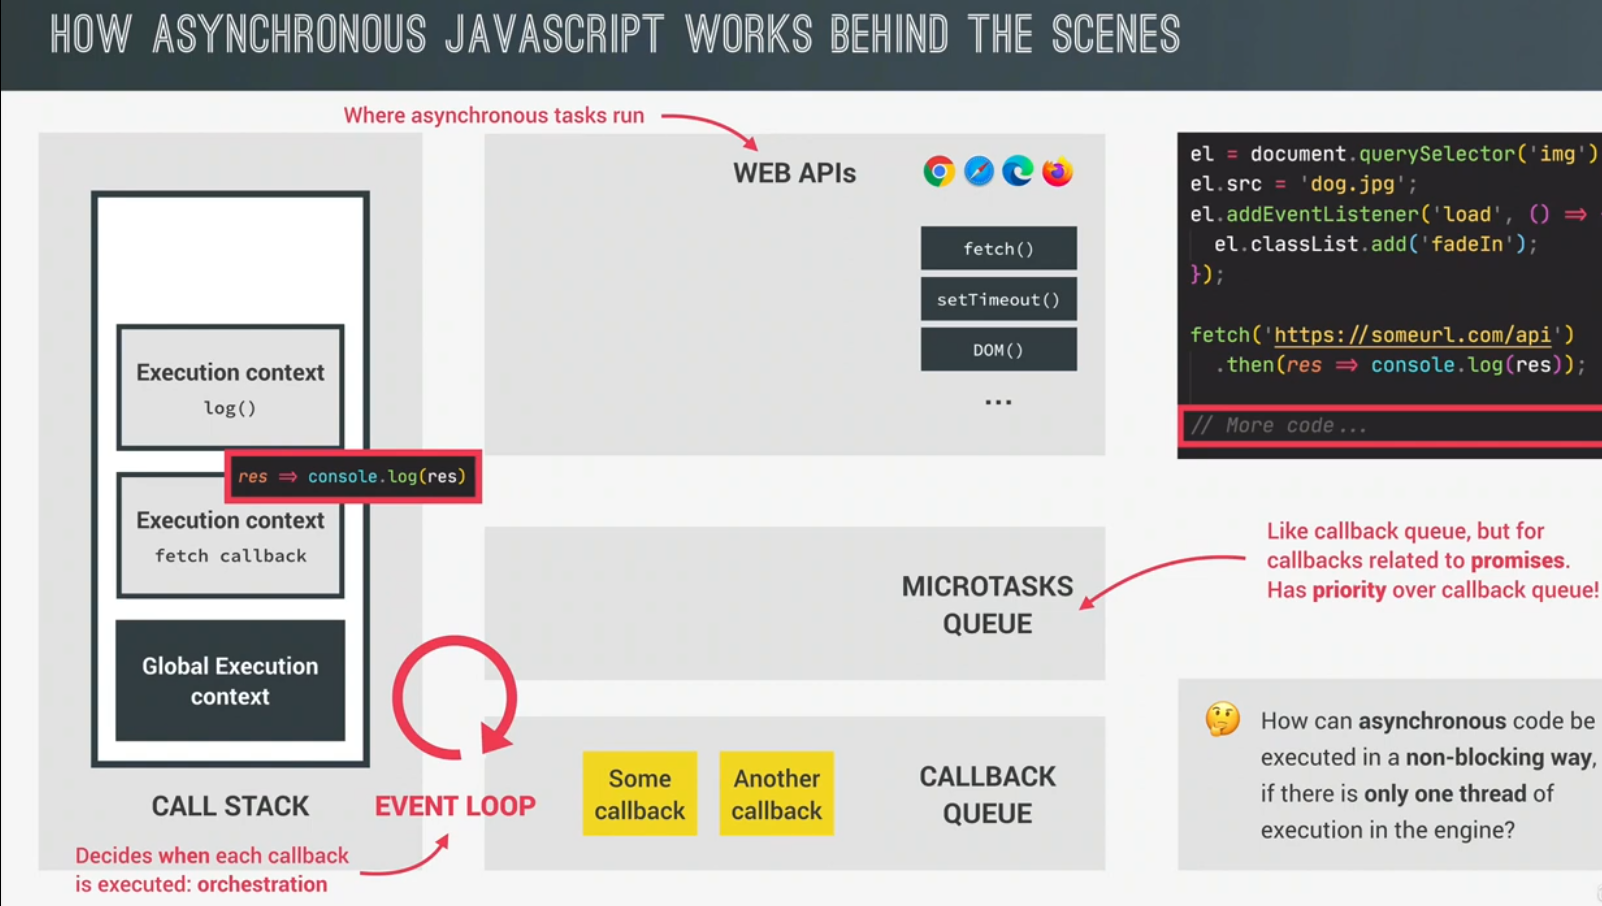 HOW ASYNCHRONOUS JAVASCRIPT WORKS BEHIND THE SCENES
Where asynchronous tasks run
WEB APIs
fetch()
setTimeout()
DOM()
...
Execution context
log()
res => console.log(res)
Execution context
fetch callback
Global Execution
context
CALL STACK
EVENT LOOP
Decides when each callback
is executed: orchestration
MICROTASKS
QUEUE
Some
callback
Another
callback
CALLBACK
QUEUE
el = document.querySelector('img')
el.src = 'dog.jpg';
el.addEventListener('load', () =>
el.classList.add('fadeIn');
});
fetch('https://someurl.com/api')
.then(res => console.log(res));
// More code...
Like callback queue, but for
callbacks related to promises.
Has priority over callback queue!
How can asynchronous code be
executed in a non-blocking way,
if there is only one thread of
execution in the engine?